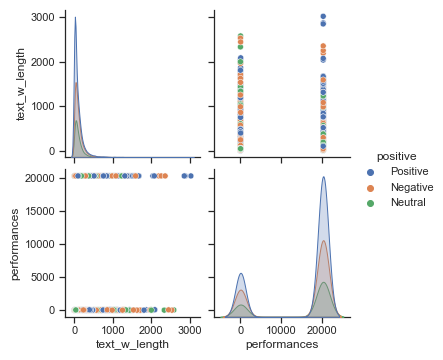 3000
2000
1000
0
text_w_length
20000
15000
10000
5000
0
performances
0
1000
2000
3000
text_w_length
0
10000
20000
performances
positive
Positive
Negative
Neutral